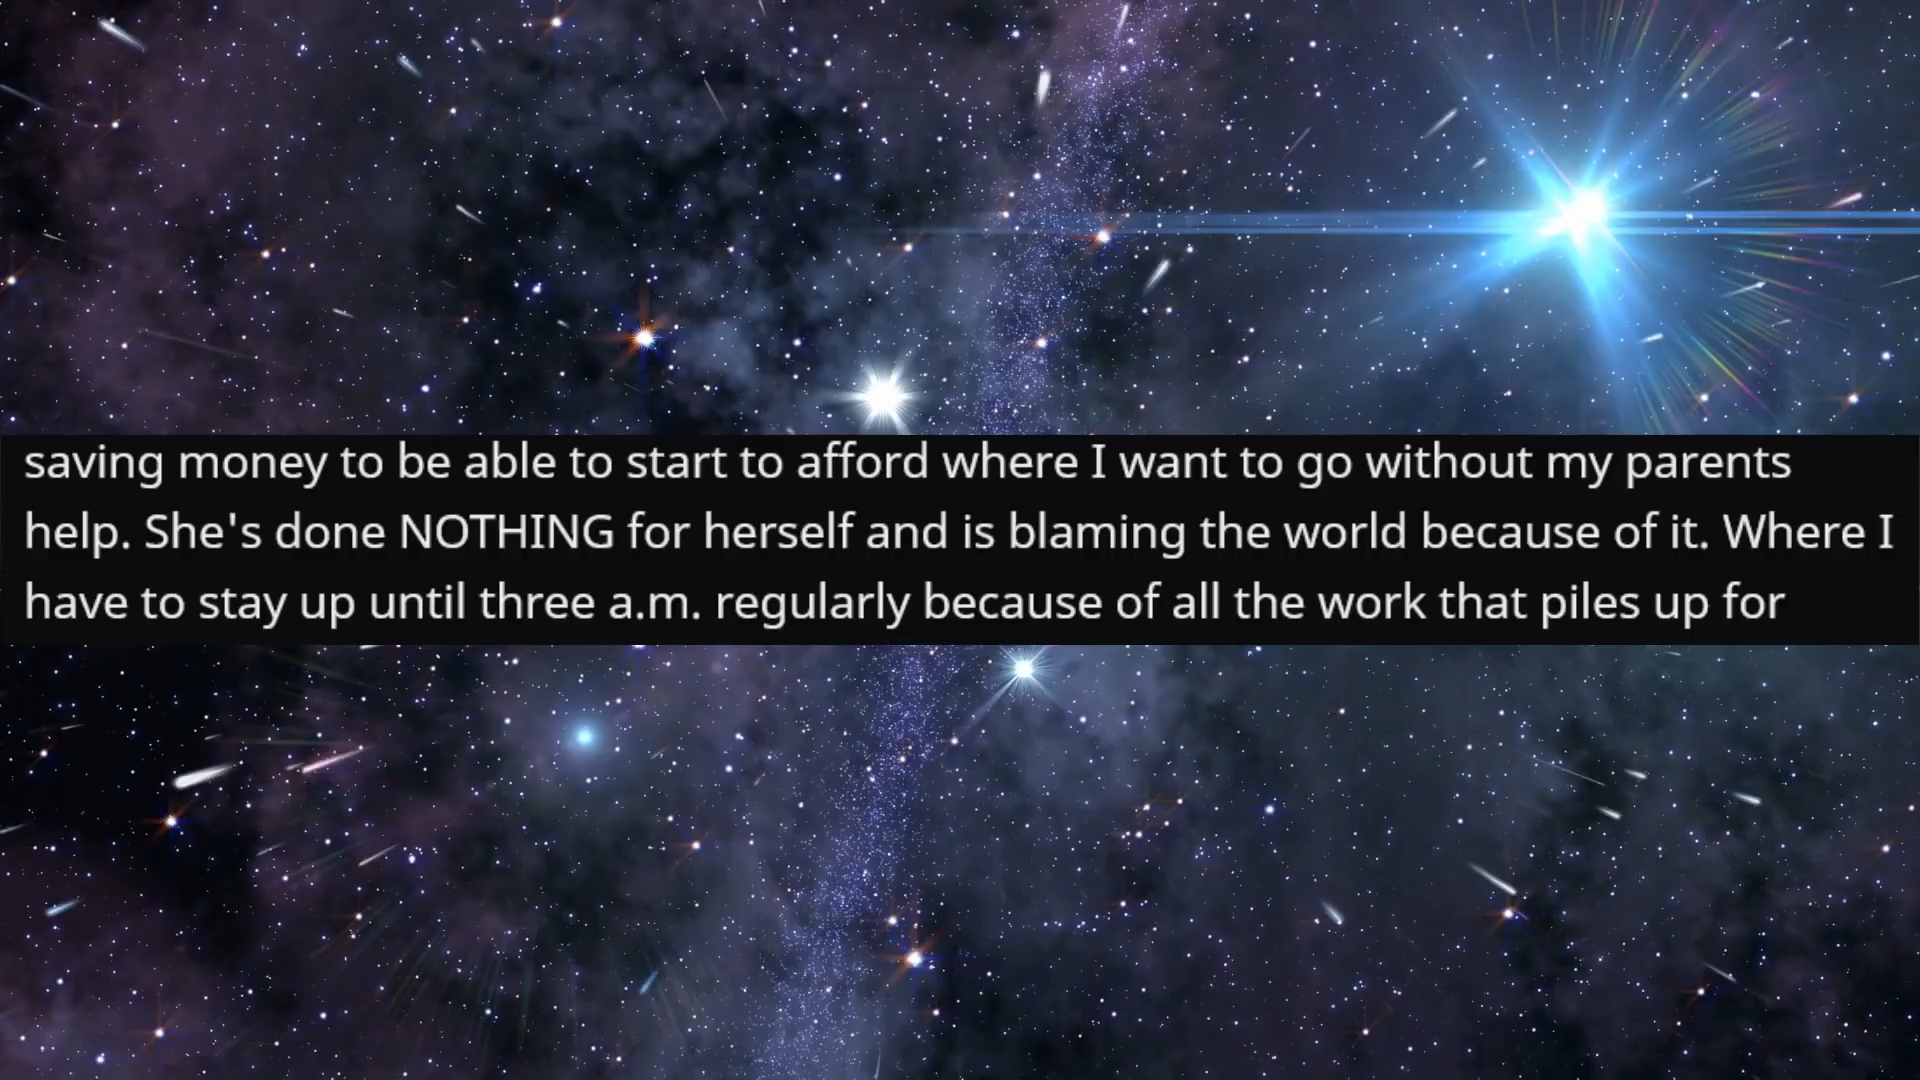 saving money to be able to start to afford where I want to go without my parents
help. She's done NOTHING for herself and is blaming the world because of it. Where I
have to stay up until three a.m. regularly because of all the work that piles up for